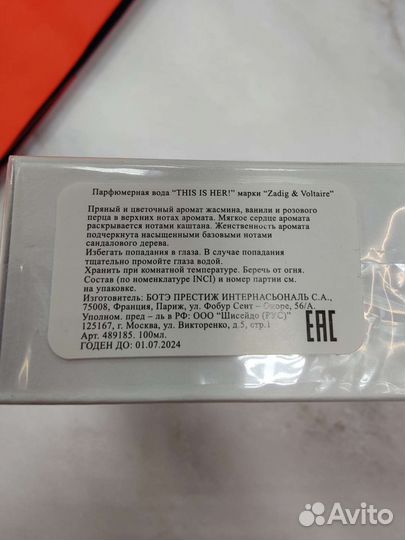 Парфюмерная вода "THIS IS HER!" марки "Zadig & Voltaire"
Пряный и цветочный аромат жасмина, ванили и розового
перца в верхних нотах аромата. Мягкое сердце аромата
раскрывается нотами каштана. Женственность аромата
подчеркнута насыщенными базовыми нотами
сандалового дерева.
Избегать попадания в глаза. В случае попадания
тщательно промойте глаза водой.
Хранить при комнатной температуре. Беречь от огня.
Состав (по номенклатуре INCI) и номер партии см.
на упаковке.
Изготовитель: БОТЭ ПРЕСТИЖ ИНТЕРНАСЬОНАЛЬ С.А.,
75008, Франция, Париж, ул. Фобур Сент – Оноре, 56/А.
Уполном. пред – ль в РФ: ООО "Шисейдо (РУС)"
125167, г. Москва, ул. Викторенко, д.5, стр.1
Арт. 489185. 100мл.
ГОДЕН ДО: 01.07.2024
EAC
Avito